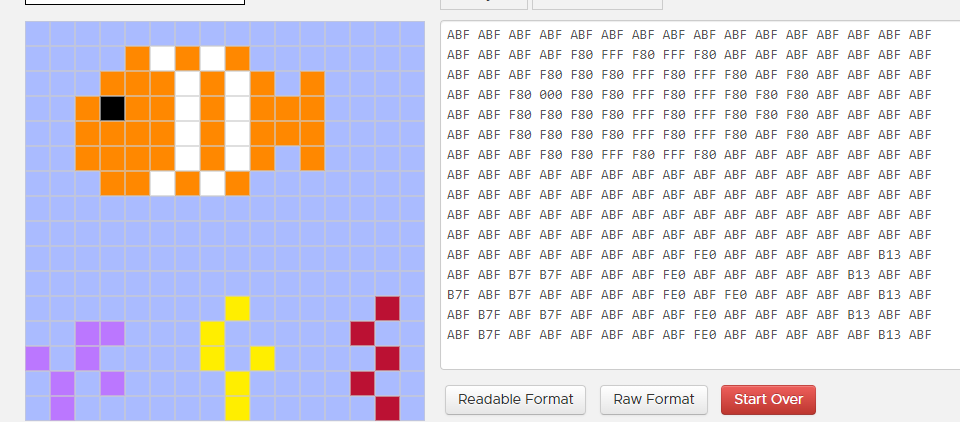 ABF ABF ABF ABF ABF ABF ABF ABF ABF ABF ABF ABF ABF ABF ABF ABF
ABF ABF ABF ABF F80 FFF F80 FFF F80 ABF ABF ABF ABF ABF ABF ABF
ABF ABF ABF F80 F80 F80 FFF F80 FFF F80 ABF F80 ABF ABF ABF ABF
ABF ABF F80 000 F80 F80 FFF F80 FFF F80 F80 F80 ABF ABF ABF ABF
ABF ABF F80 F80 F80 F80 FFF F80 FFF F80 F80 F80 ABF ABF ABF ABF
ABF ABF F80 F80 F80 F80 FFF F80 FFF F80 ABF F80 ABF ABF ABF ABF
ABF ABF ABF F80 F80 FFF F80 FFF F80 ABF ABF ABF ABF ABF ABF ABF
ABF ABF ABF ABF ABF ABF ABF ABF ABF ABF ABF ABF ABF ABF ABF ABF
ABF ABF ABF ABF ABF ABF ABF ABF ABF ABF ABF ABF ABF ABF ABF ABF
ABF ABF ABF ABF ABF ABF ABF ABF ABF ABF ABF ABF ABF ABF ABF ABF
ABF ABF ABF ABF ABF ABF ABF ABF ABF ABF ABF ABF ABF ABF ABF ABF
ABF ABF ABF ABF ABF ABF ABF ABF FE0 ABF ABF ABF ABF ABF B13 ABF
ABF ABF B7F B7F ABF ABF ABF FE0 ABF ABF ABF ABF ABF B13 ABF ABF
B7F ABF B7F ABF ABF ABF ABF FE0 ABF FE0 ABF ABF ABF ABF B13 ABF
ABF B7F ABF B7F ABF ABF ABF ABF FE0 ABF ABF ABF ABF B13 ABF ABF
ABF B7F ABF ABF ABF ABF ABF ABF FE0 ABF ABF ABF ABF ABF B13 ABF
Readable Format
Raw Format
Start Over